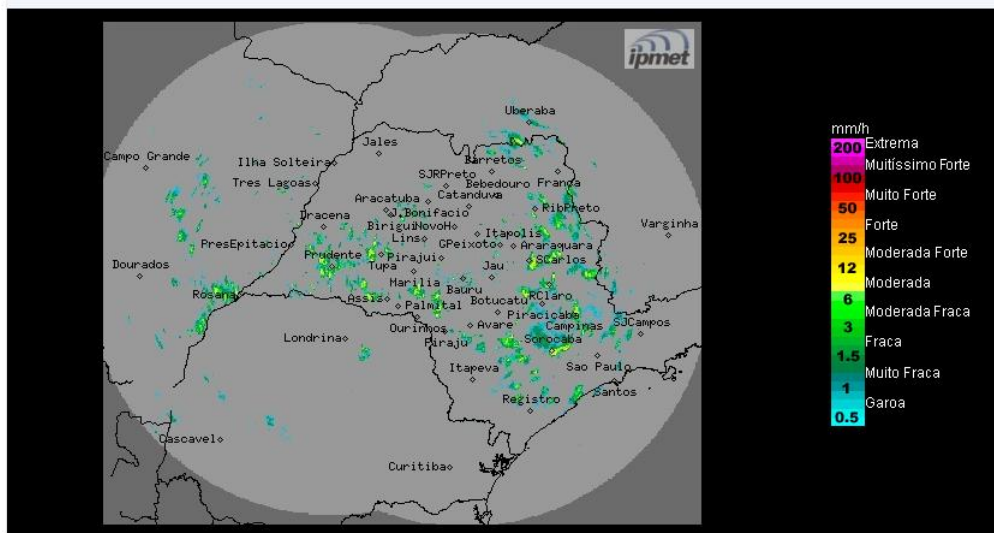 ipmet
Uberaba
Jales
Campo Grande
Ilha Solteira
Barretos
SJRPreto
Tres Lagoas
Bebedouro
Franca
Catanduva
Aracatuba
J.Bonifacio
RibPreto
Dracena
Birigui
NovoH
Itapolis
Varginha
PresEpitacio
Lins
GPeixoto
Araraquara
Prudente
Pirajui
SCarlos
Dourados
Tupa
Jau
Marilia
Bauru
Rosana
Assis
Botucatu
RClaro
Palmital
Piracicaba
SJCampos
Ourinhos
Avare
Campinas
Londrina
Piraju
Sorocaba
Itapeva
Sao Paulo
Santos
Registro
Cascavel
Curitiba
mm/h
200 Extrema
Muitíssimo Forte
100
Muito Forte
50
Forte
25
Moderada Forte
12
Moderada
6
Moderada Fraca
3
Fraca
1.5
Muito Fraca
1
Garoa
0.5